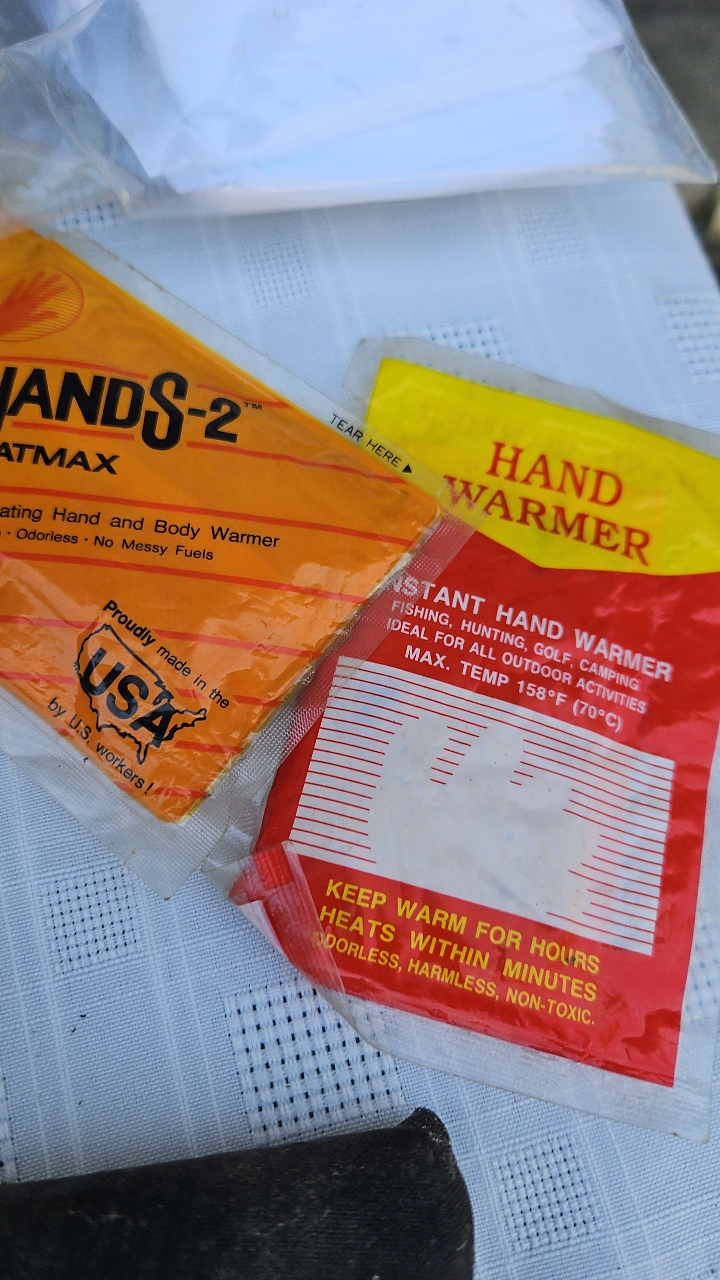 HANDS-2™
ATMAX
ating Hand and Body Warmer
· Odorless · No Messy Fuels
Proudly made in the
USA
by U.S. workers!
TEAR HERE ▶
HAND
WARMER
INSTANT HAND WARMER
FISHING, HUNTING, GOLF, CAMPING
IDEAL FOR ALL OUTDOOR ACTIVITIES
MAX. TEMP 158°F (70°C)
KEEP WARM FOR HOURS
HEATS WITHIN MINUTES
ODORLESS, HARMLESS, NON-TOXIC.